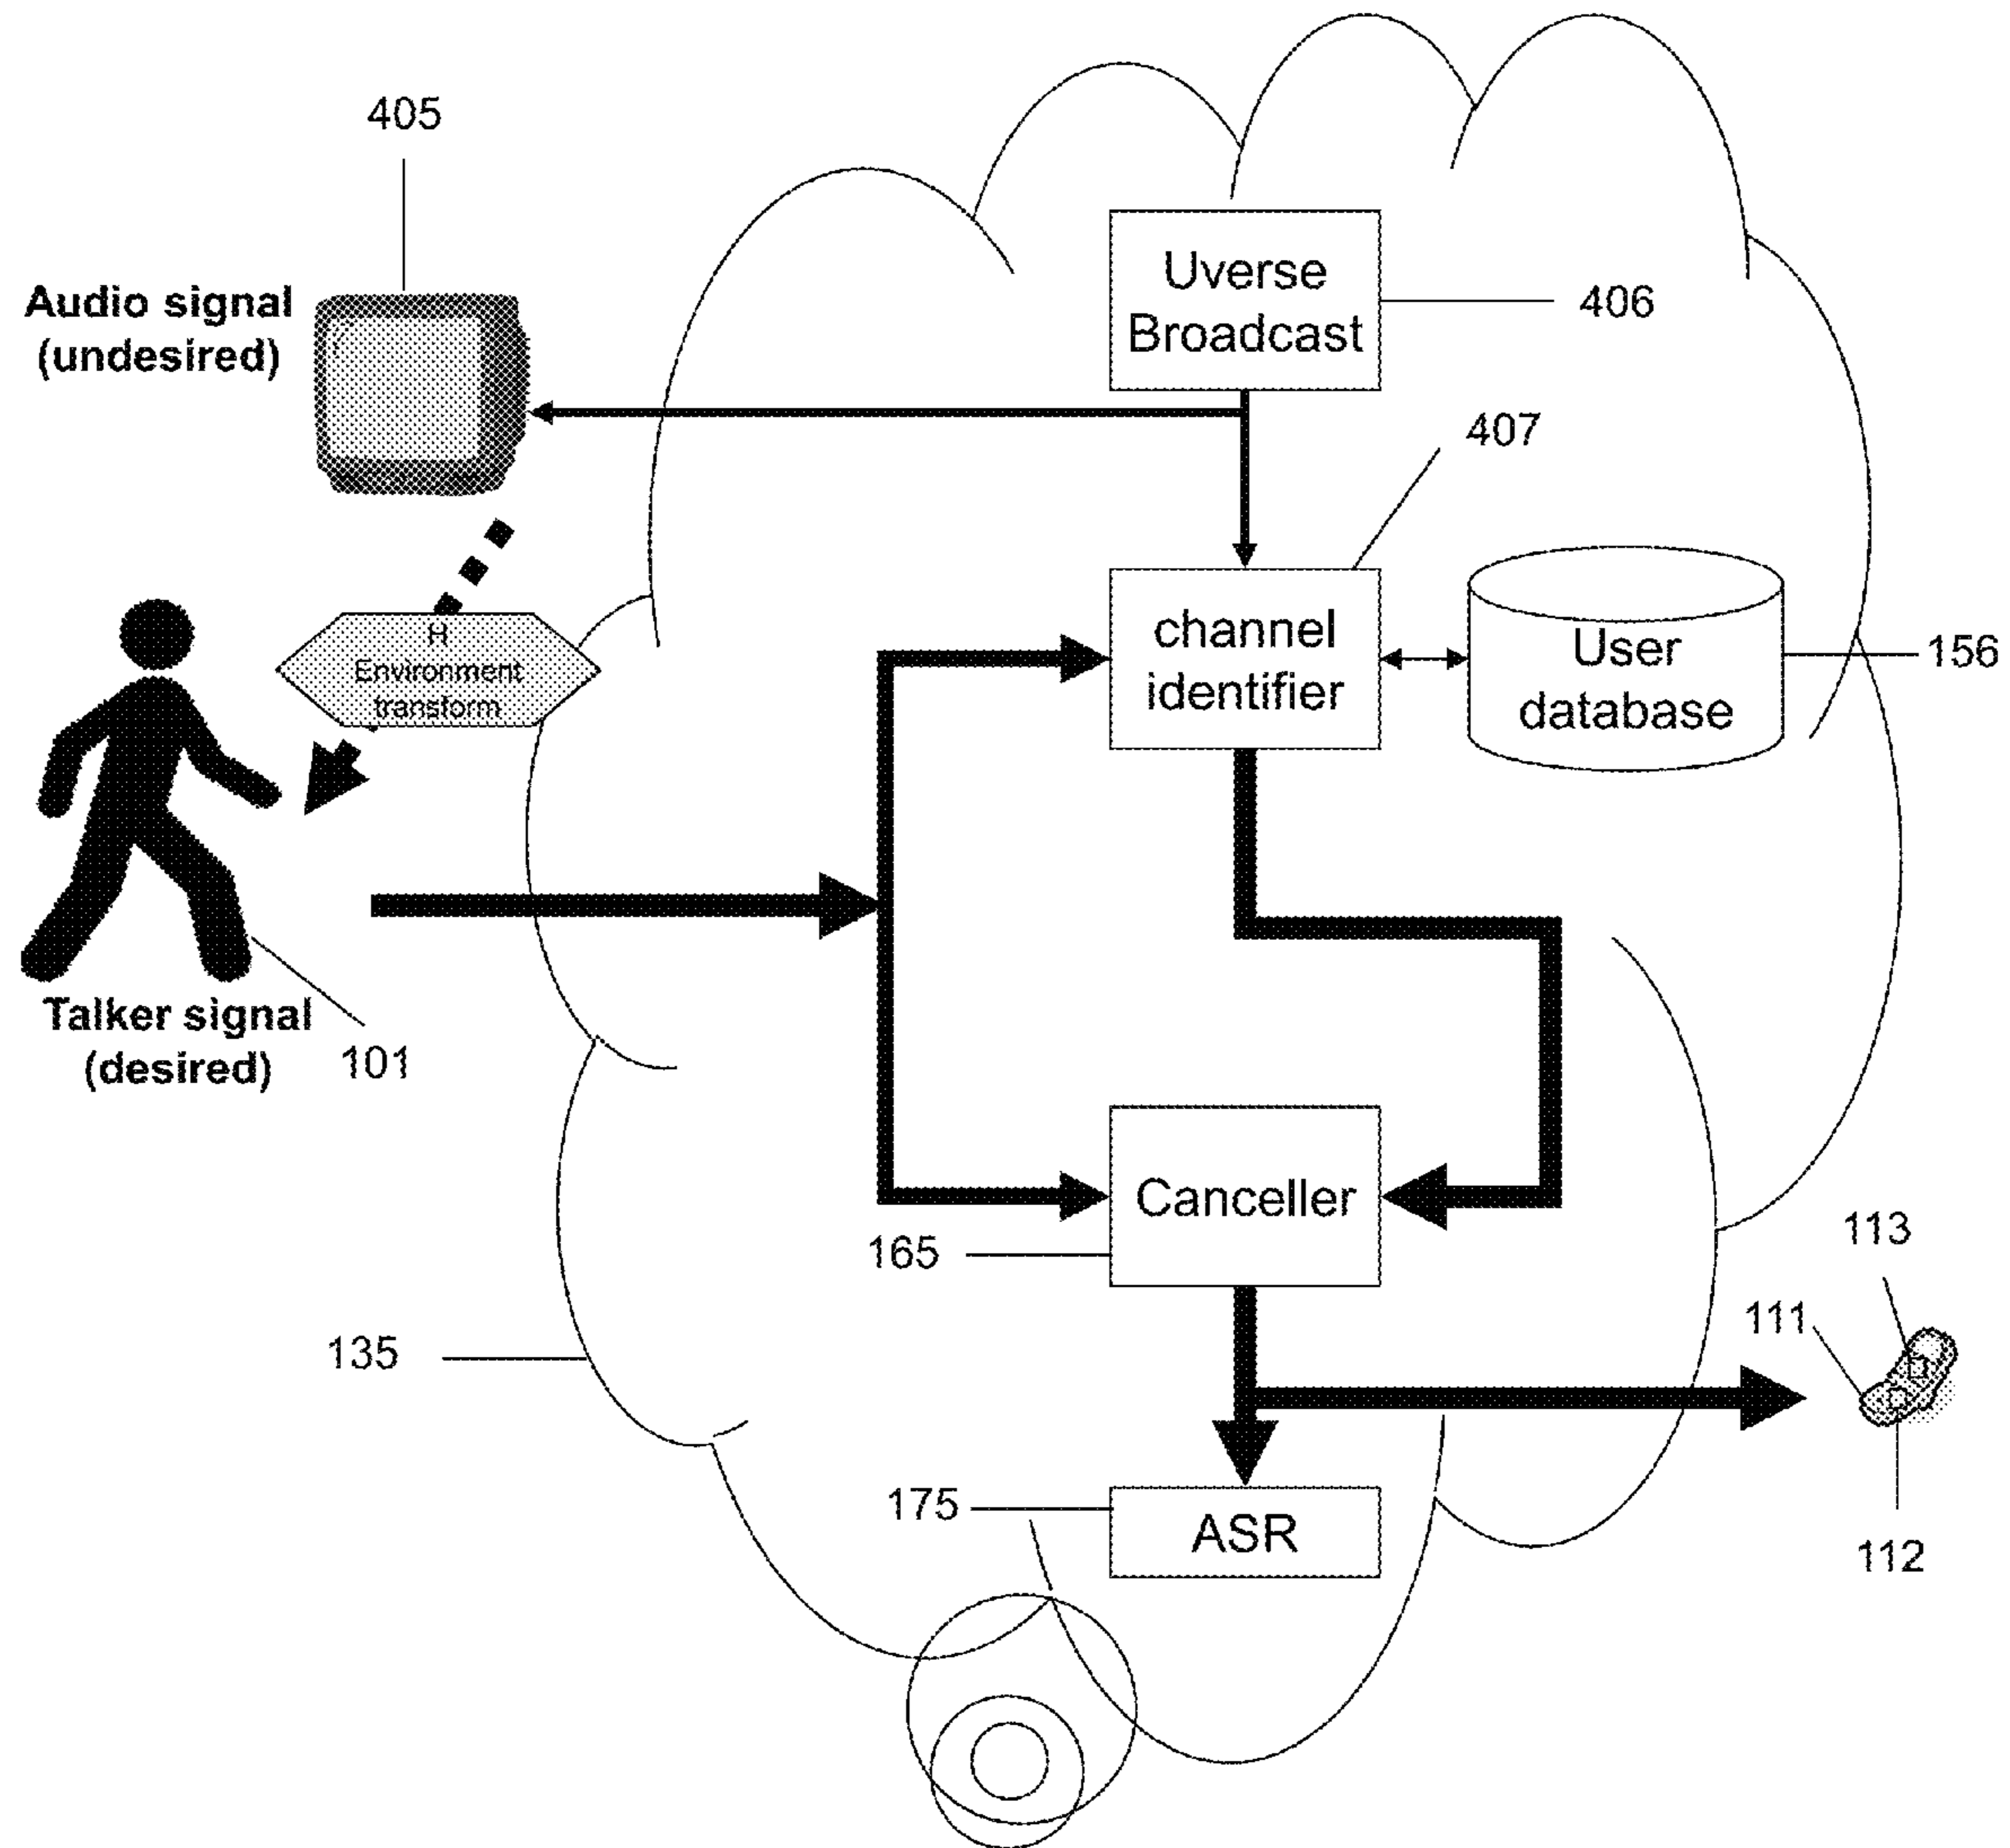 405
Uverse
Broadcast
406
Audio signal
(undesired)
407
H
Environment
transform
channel
identifier
User
database
156
Talker signal
(desired)
101
Canceller
165
113
111
135
175
ASR
112